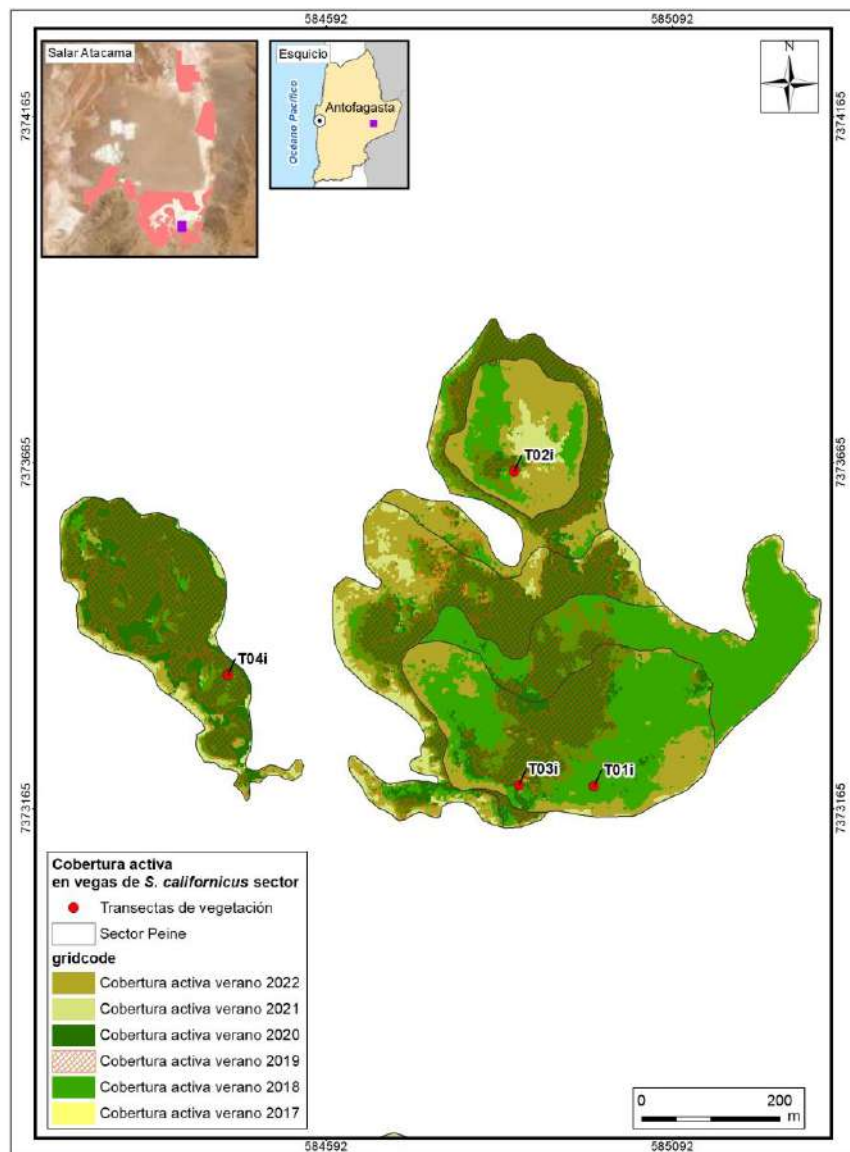 584592
585092
Salar Atacama
Esquicio
Antofagasta
Océano Pacífico
N
7374165
7374165
7373665
7373665
7373165
7373165
T02i
T04i
T03i
T01i
Cobertura activa
en vegas de S. californicus sector
Transectas de vegetación
Sector Peine
gridcode
Cobertura activa verano 2022
Cobertura activa verano 2021
Cobertura activa verano 2020
Cobertura activa verano 2019
Cobertura activa verano 2018
Cobertura activa verano 2017
0 200
m
584592
585092